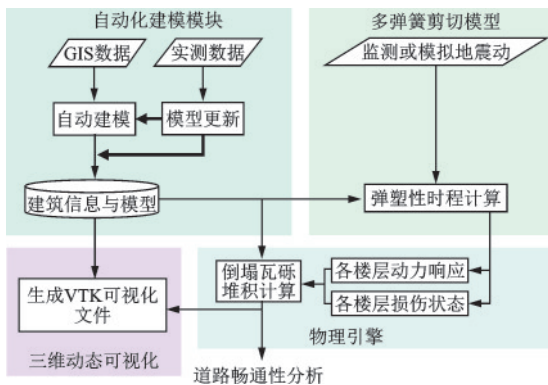 自动化建模模块
多弹簧剪切模型
GIS数据
实测数据
监测或模拟地震动
自动建模
模型更新
建筑信息与模型
弹塑性时程计算
生成VTK可视化
文件
倒塌瓦砾
堆积计算
各楼层动力响应
各楼层损伤状态
三维动态可视化
物理引擎
道路畅通性分析